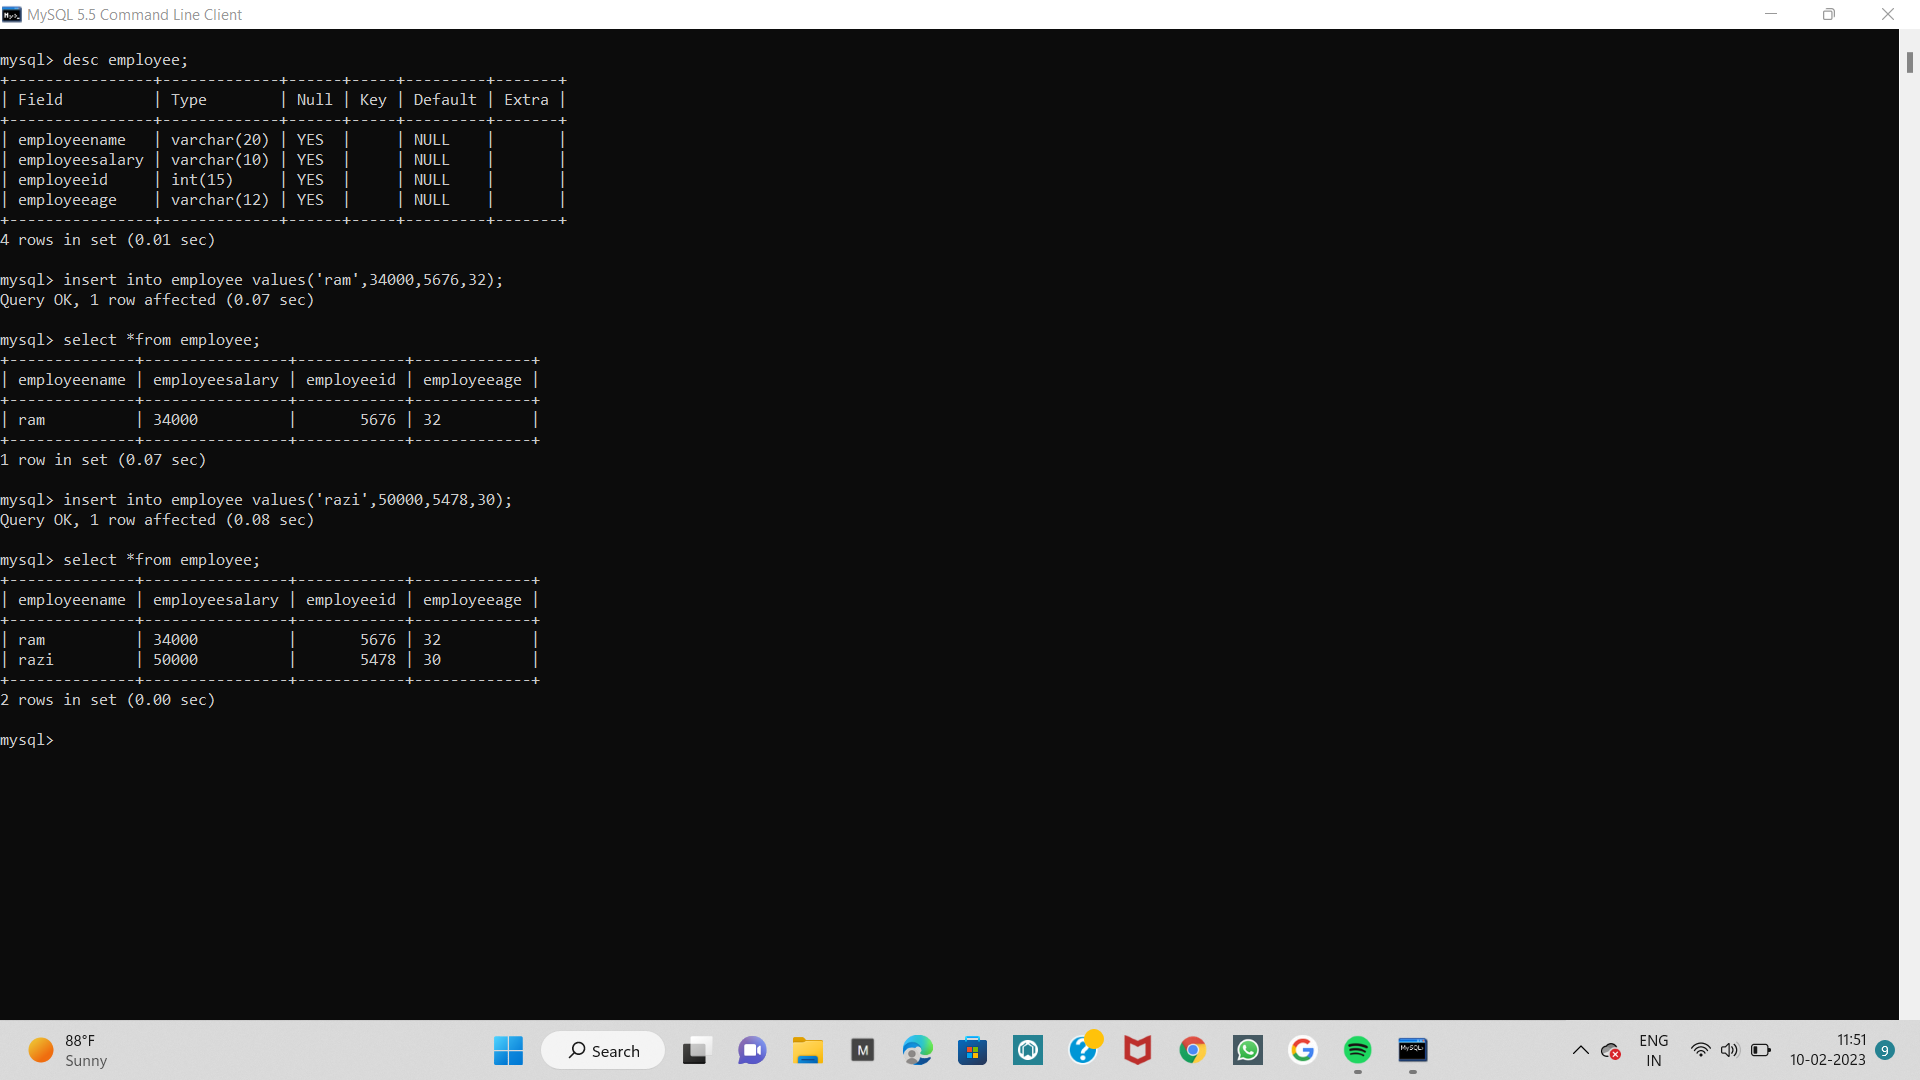 MySQL 5.5 Command Line Client
mysql> desc employee;
+----------------+-------------+------+-----+---------+-------+
| Field          | Type        | Null | Key | Default | Extra |
+----------------+-------------+------+-----+---------+-------+
| employeename   | varchar(20) | YES  |     | NULL    |       |
| employeesalary | varchar(10) | YES  |     | NULL    |       |
| employeeid     | int(15)     | YES  |     | NULL    |       |
| employeeage    | varchar(12) | YES  |     | NULL    |       |
+----------------+-------------+------+-----+---------+-------+
4 rows in set (0.01 sec)
mysql> insert into employee values('ram',34000,5676,32);
Query OK, 1 row affected (0.07 sec)
mysql> select *from employee;
+--------------+----------------+------------+-------------+
| employeename | employeesalary | employeeid | employeeage |
+--------------+----------------+------------+-------------+
| ram          | 34000          |       5676 | 32          |
+--------------+----------------+------------+-------------+
1 row in set (0.07 sec)
mysql> insert into employee values('razi',50000,5478,30);
Query OK, 1 row affected (0.08 sec)
mysql> select *from employee;
+--------------+----------------+------------+-------------+
| employeename | employeesalary | employeeid | employeeage |
+--------------+----------------+------------+-------------+
| ram          | 34000          |       5676 | 32          |
| razi         | 50000          |       5478 | 30          |
+--------------+----------------+------------+-------------+
2 rows in set (0.00 sec)
mysql>
88°F
Sunny
Search
M
MySQL
ENG
IN
11:51
10-02-2023
9